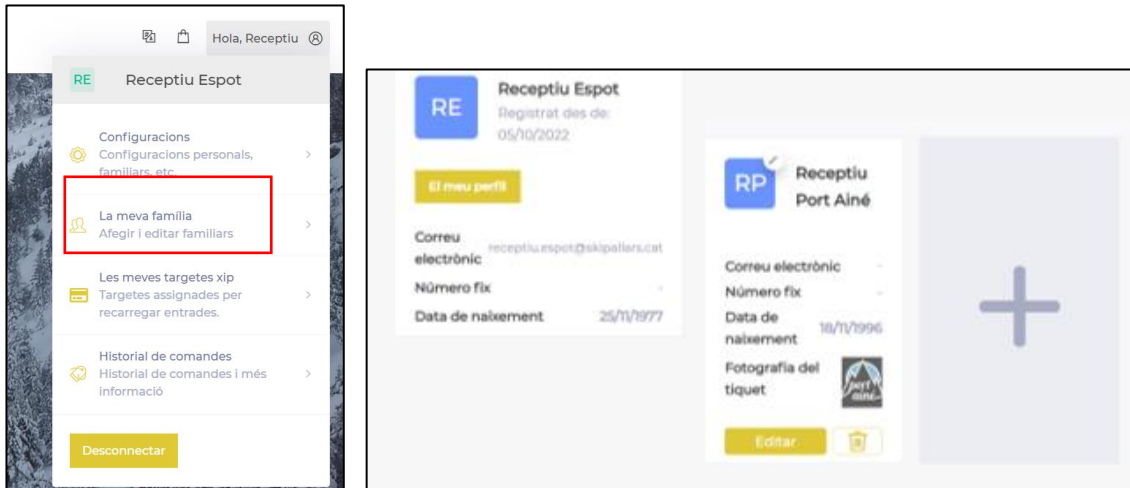 Hola, Receptiu
RE
Receptiu Espot
Configuracions
Configuracions personals,
familiars, etc.
La meva família
Afegir i editar familiars
Les meves targetes xip
Targetes assignades per
recarregar entrades.
Historial de comandes
Historial de comandes i més
informació
Desconnectar
RE
Receptiu Espot
Registrat des de:
05/10/2022
El meu perfil
Correu
electrònic
receptiu.espot@skipallars.cat
Número fix
-
Data de naixement
25/11/1977
RP
Receptiu
Port Ainé
Correu electrònic
-
Número fix
-
Data de
naixement
18/11/1996
Fotografia del
tiquet
port
ainé
Editar